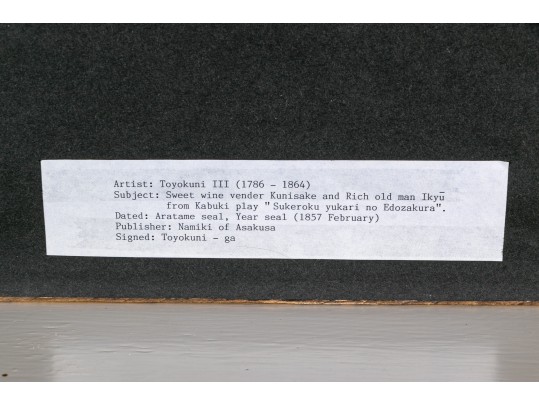 Artist: Toyokuni III (1786 - 1864)
Subject: Sweet wine vender Kunisake and Rich old man Ikyū
from Kabuki play "Sukeroku yukari no Edozakura".
Dated: Aratame seal, Year seal (1857 February)
Publisher: Namiki of Asakusa
Signed: Toyokuni - ga